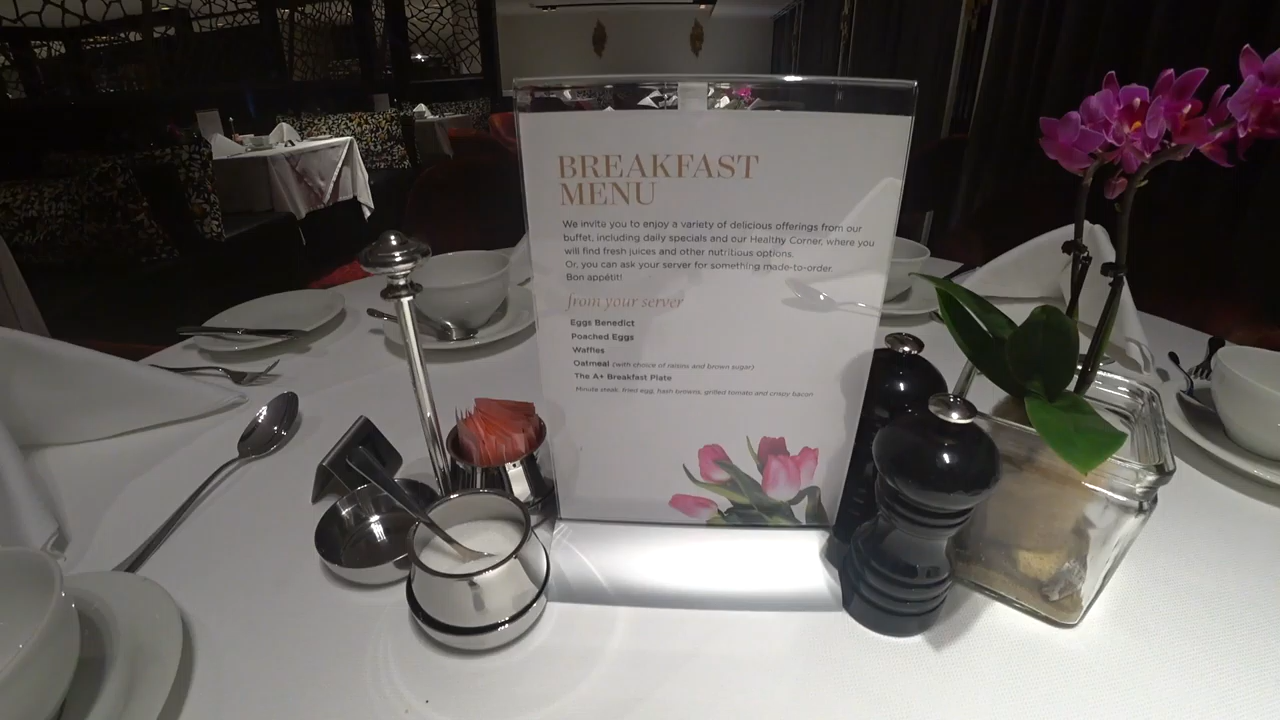 BREAKFAST
MENU
We invite you to enjoy a variety of delicious offerings from our
buffet, including daily specials and our Healthy Corner, where you
will find fresh juices and other nutritious options.
Or, you can ask your server for something made-to-order.
Bon appétit!
from your server
Eggs Benedict
Poached Eggs
Waffles
Oatmeal (with choice of raisins and brown sugar)
The A+ Breakfast Plate
Minute steak, fried egg, hash browns, grilled tomato and crispy bacon